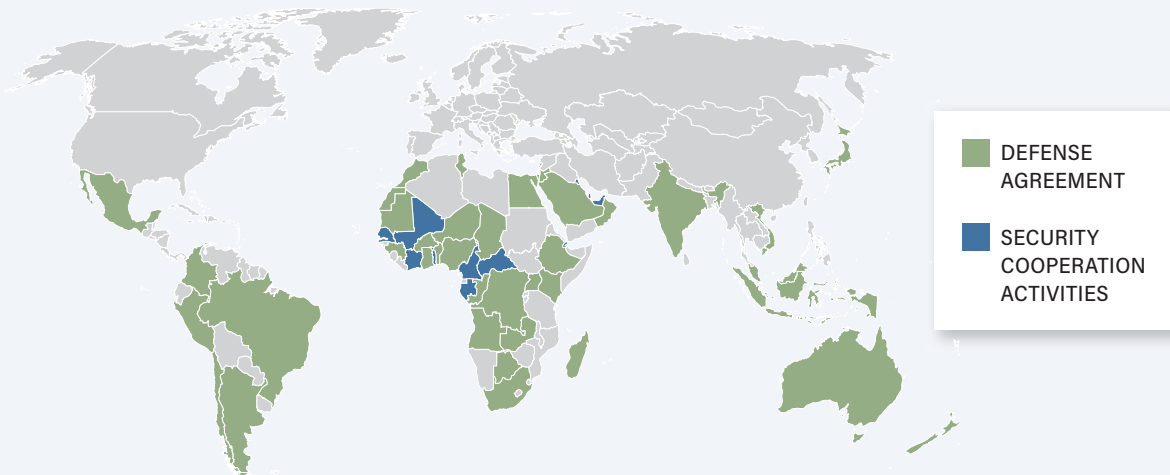 DEFENSE
AGREEMENT
SECURITY
COOPERATION
ACTIVITIES